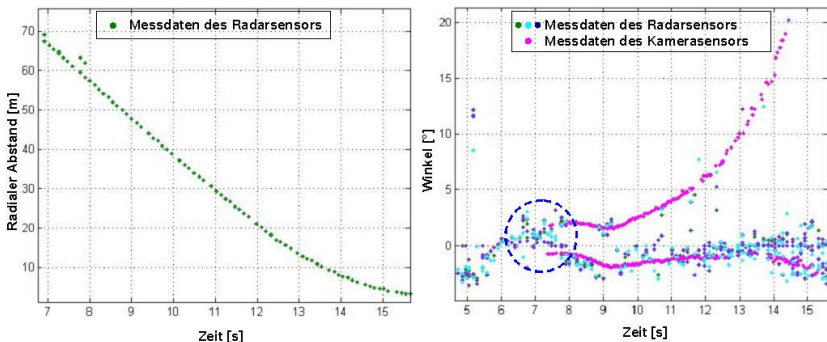 Messdaten des Radarsensors
70
60
50
40
30
20
10
Radialer Abstand [m]
7 8 9 10 11 12 13 14 15
Zeit [s]
Messdaten des Radarsensors
Messdaten des Kamerasensors
20
15
10
5
0
Winkel [°]
5 6 7 8 9 10 11 12 13 14 15
Zeit [s]